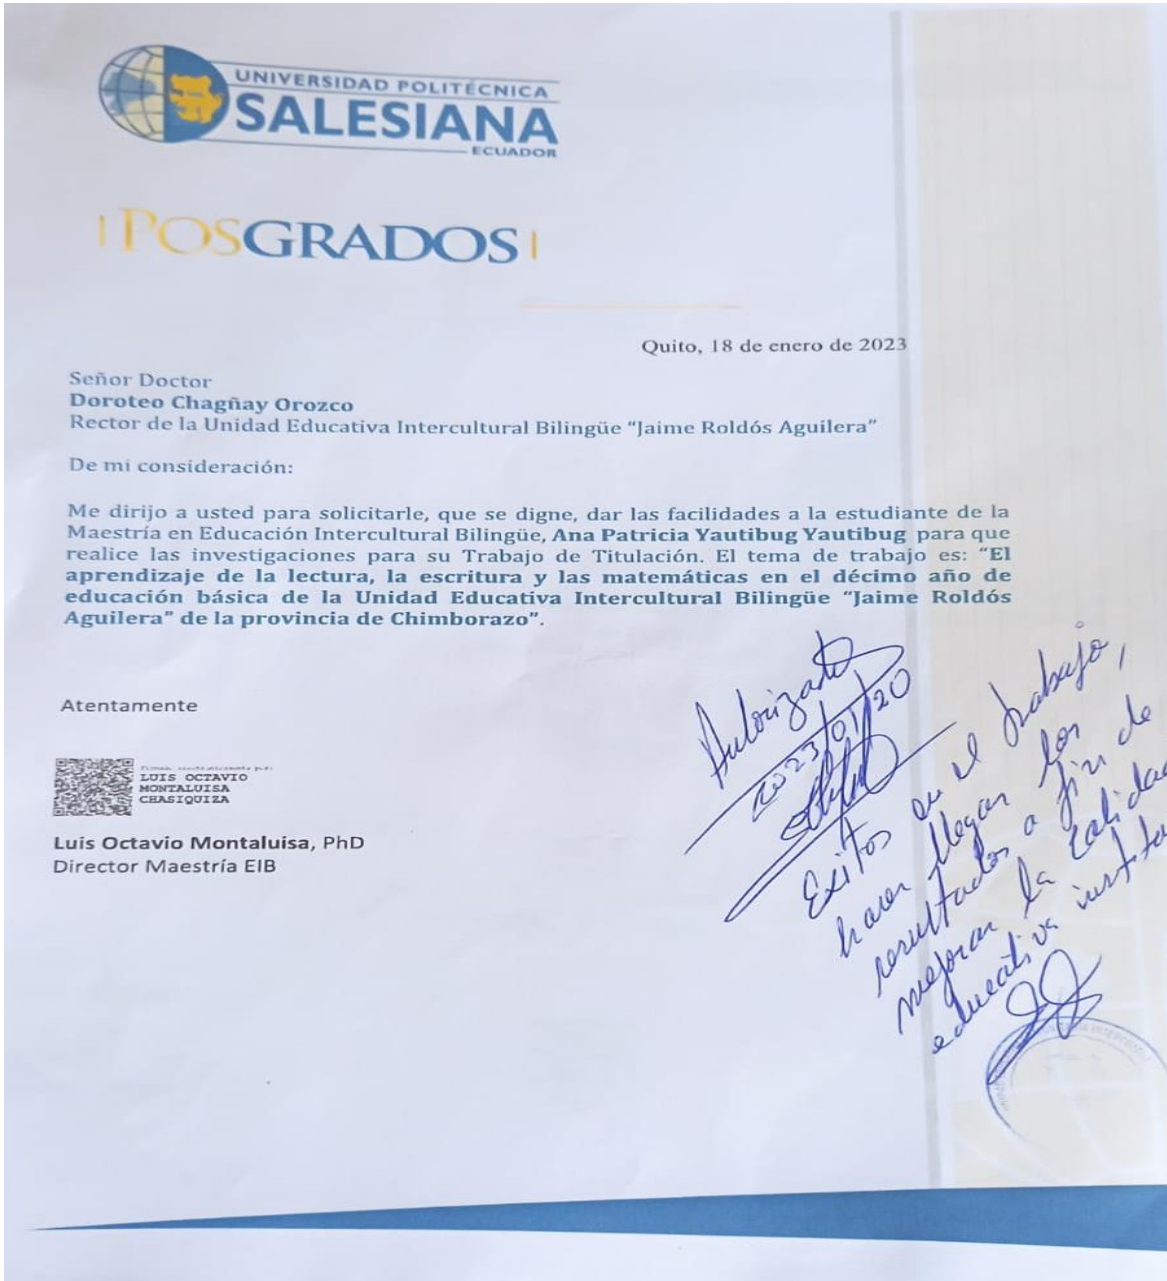 UNIVERSIDAD POLITÉCNICA
SALESIANA
ECUADOR
POSGRADOS
Quito, 18 de enero de 2023
Señor Doctor
Doroteo Chagñay Orozco
Rector de la Unidad Educativa Intercultural Bilingüe “Jaime Roldós Aguilera”
De mi consideración:
Me dirijo a usted para solicitarle, que se digne, dar las facilidades a la estudiante de la
Maestría en Educación Intercultural Bilingüe, Ana Patricia Yautibug Yautibug para que
realice las investigaciones para su Trabajo de Titulación. El tema de trabajo es: “El
aprendizaje de la lectura, la escritura y las matemáticas en el décimo año de
educación básica de la Unidad Educativa Intercultural Bilingüe “Jaime Roldós
Aguilera” de la provincia de Chimborazo”.
Atentamente
Firmado electrónicamente por:
LUIS OCTAVIO
MONTALUISA
CHASIQUIZA
Luis Octavio Montaluisa, PhD
Director Maestría EIB
Autorizado
2023/01/20
Exitos en el trabajo,
hacer llegar los
resultados a fin de
mejorar la calidad
educativa